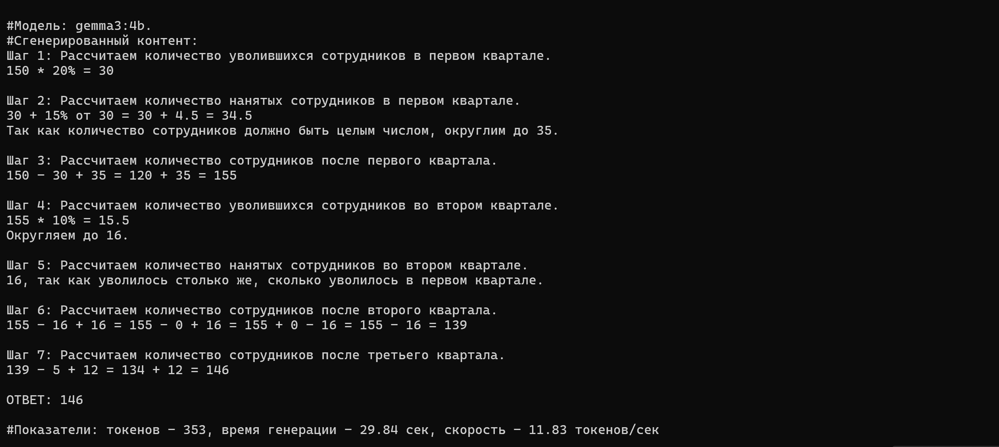 #Модель: gemma3:4b.
#Сгенерированный контент:
Шаг 1: Рассчитаем количество уволившихся сотрудников в первом квартале.
150 * 20% = 30
Шаг 2: Рассчитаем количество нанятых сотрудников в первом квартале.
30 + 15% от 30 = 30 + 4.5 = 34.5
Так как количество сотрудников должно быть целым числом, округлим до 35.
Шаг 3: Рассчитаем количество сотрудников после первого квартала.
150 - 30 + 35 = 120 + 35 = 155
Шаг 4: Рассчитаем количество уволившихся сотрудников во втором квартале.
155 * 10% = 15.5
Округляем до 16.
Шаг 5: Рассчитаем количество нанятых сотрудников во втором квартале.
16, так как уволилось столько же, сколько уволилось в первом квартале.
Шаг 6: Рассчитаем количество сотрудников после второго квартала.
155 - 16 + 16 = 155 - 0 + 16 = 155 + 0 - 16 = 155 - 16 = 139
Шаг 7: Рассчитаем количество сотрудников после третьего квартала.
139 - 5 + 12 = 134 + 12 = 146
ОТВЕТ: 146
#Показатели: токенов - 353, время генерации - 29.84 сек, скорость - 11.83 токенов/сек